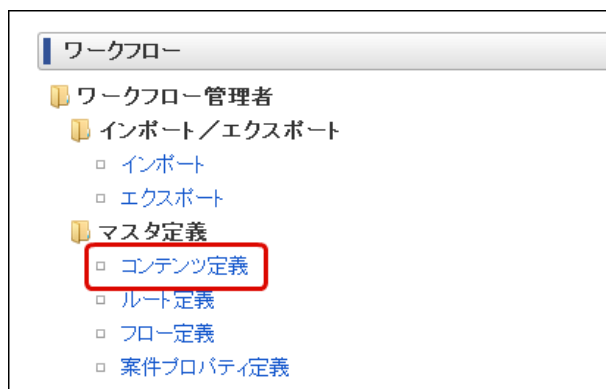 ワークフロー
ワークフロー管理者
インポート／エクスポート
インポート
エクスポート
マスタ定義
コンテンツ定義
ルート定義
フロー定義
案件プロパティ定義